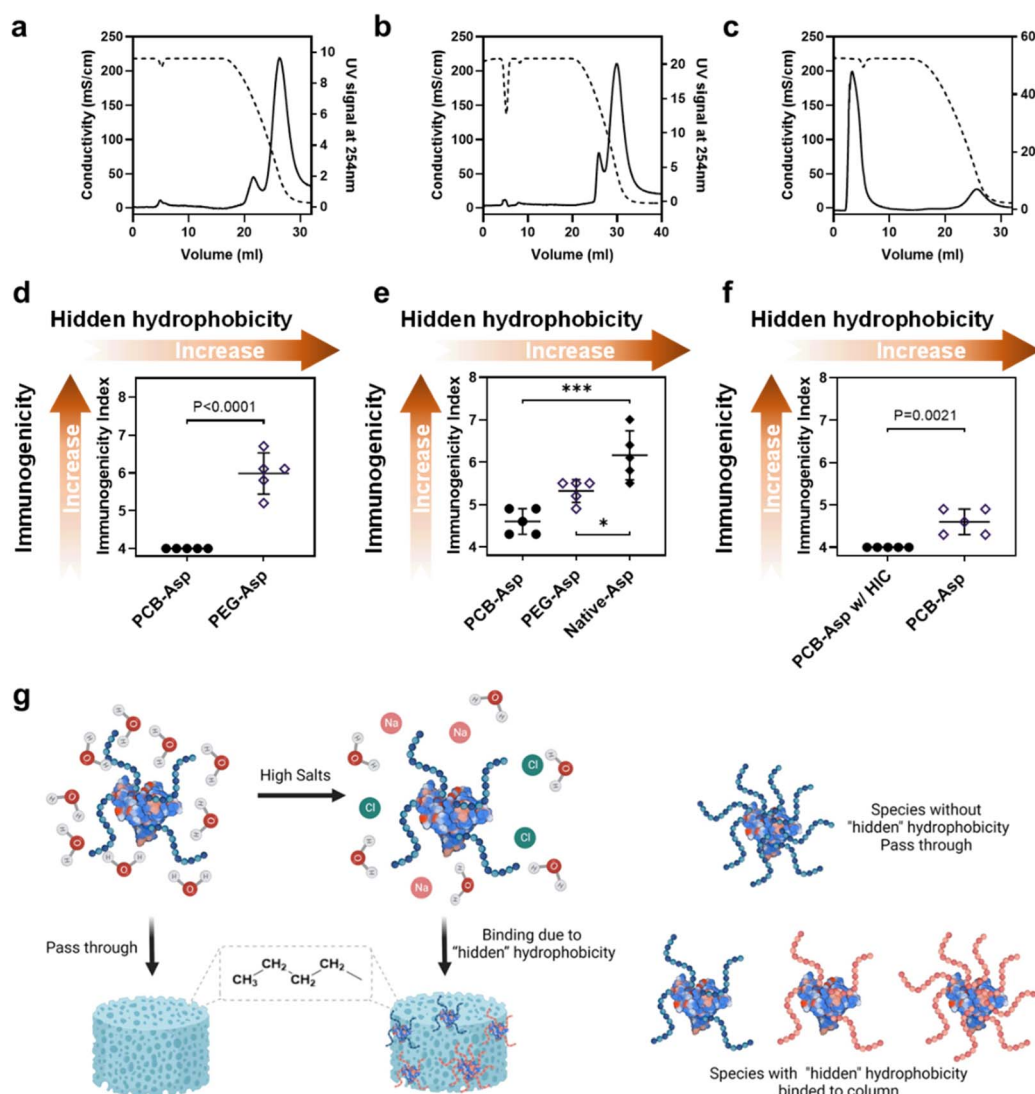 a
b
c
250
200
150
100
50
0
Conductivity (mS/cm)
10
8
6
4
2
0
UV signal at 254nm
0
10
20
30
Volume (ml)
250
200
150
100
50
0
Conductivity (mS/cm)
20
15
10
5
0
UV signal at 254nm
0
10
20
30
40
Volume (ml)
250
200
150
100
50
0
Conductivity (mS/cm)
60
50
20
0
0
10
20
30
Volume (ml)
d
e
f
Hidden hydrophobicity
Increase
Immunogenicity
Increase
Immunogenicity Index
8
7
6
5
4
P<0.0001
PCB-Asp
PEG-Asp
Hidden hydrophobicity
Increase
Immunogenicity
Increase
Immunogenicity Index
8
7
6
5
4
***
*
PCB-Asp
PEG-Asp
Native-Asp
Hidden hydrophobicity
Increase
Immunogenicity
Increase
Immunogenicity Index
8
7
6
5
4
P=0.0021
PCB-Asp w/ HIC
PCB-Asp
g
High Salts
Na
Na
Cl
Cl
Cl
Na
Species without
"hidden" hydrophobicity
Pass through
Pass through
Binding due to
"hidden" hydrophobicity
CH₂ CH₂
CH₃ CH₂
Species with "hidden" hydrophobicity
binded to column